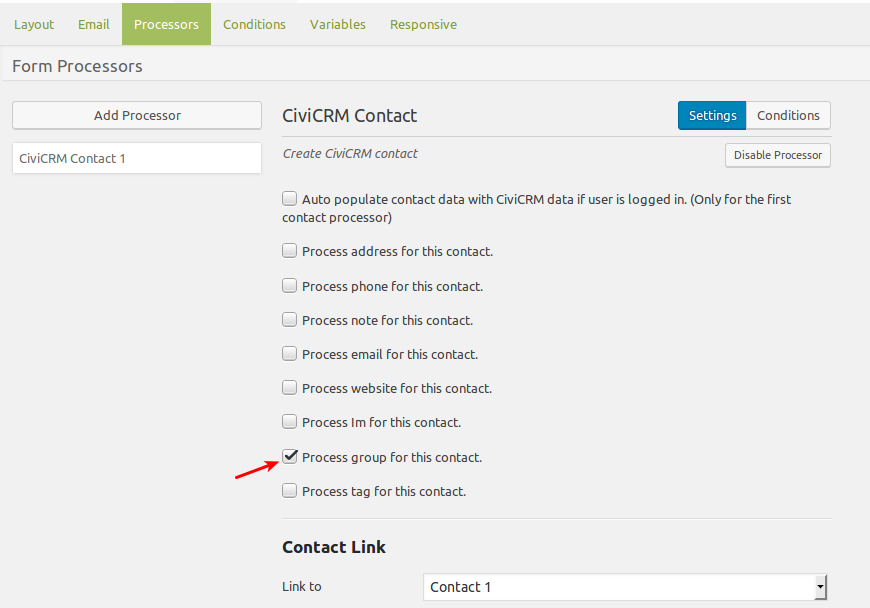 Layout Email Processors Conditions Variables Responsive
Form Processors
Add Processor
CiviCRM Contact 1
CiviCRM Contact
Settings Conditions
Create CiviCRM contact
Disable Processor
Auto populate contact data with CiviCRM data if user is logged in. (Only for the first
contact processor)
Process address for this contact.
Process phone for this contact.
Process note for this contact.
Process email for this contact.
Process website for this contact.
Process Im for this contact.
Process group for this contact.
Process tag for this contact.
Contact Link
Link to Contact 1